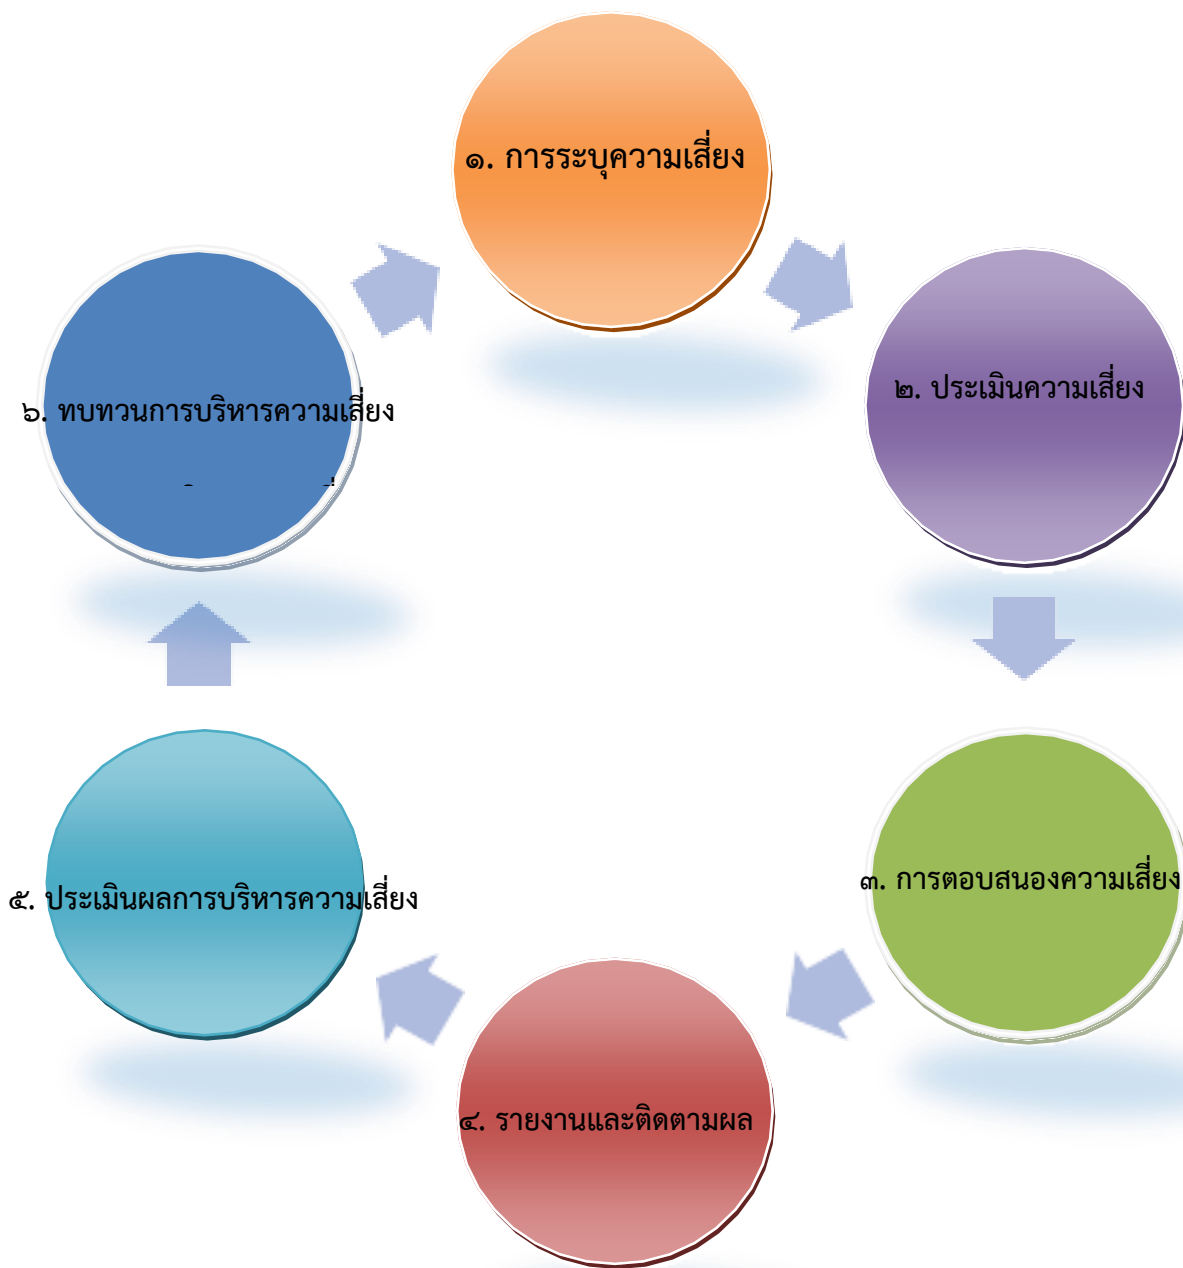 ๑. การระบุความเสี่ยง
๒. ประเมินความเสี่ยง
๓. การตอบสนองความเสี่ยง
๔. รายงานและติดตามผล
๕. ประเมินผลการบริหารความเสี่ยง
๖. ทบทวนการบริหารความเสี่ยง